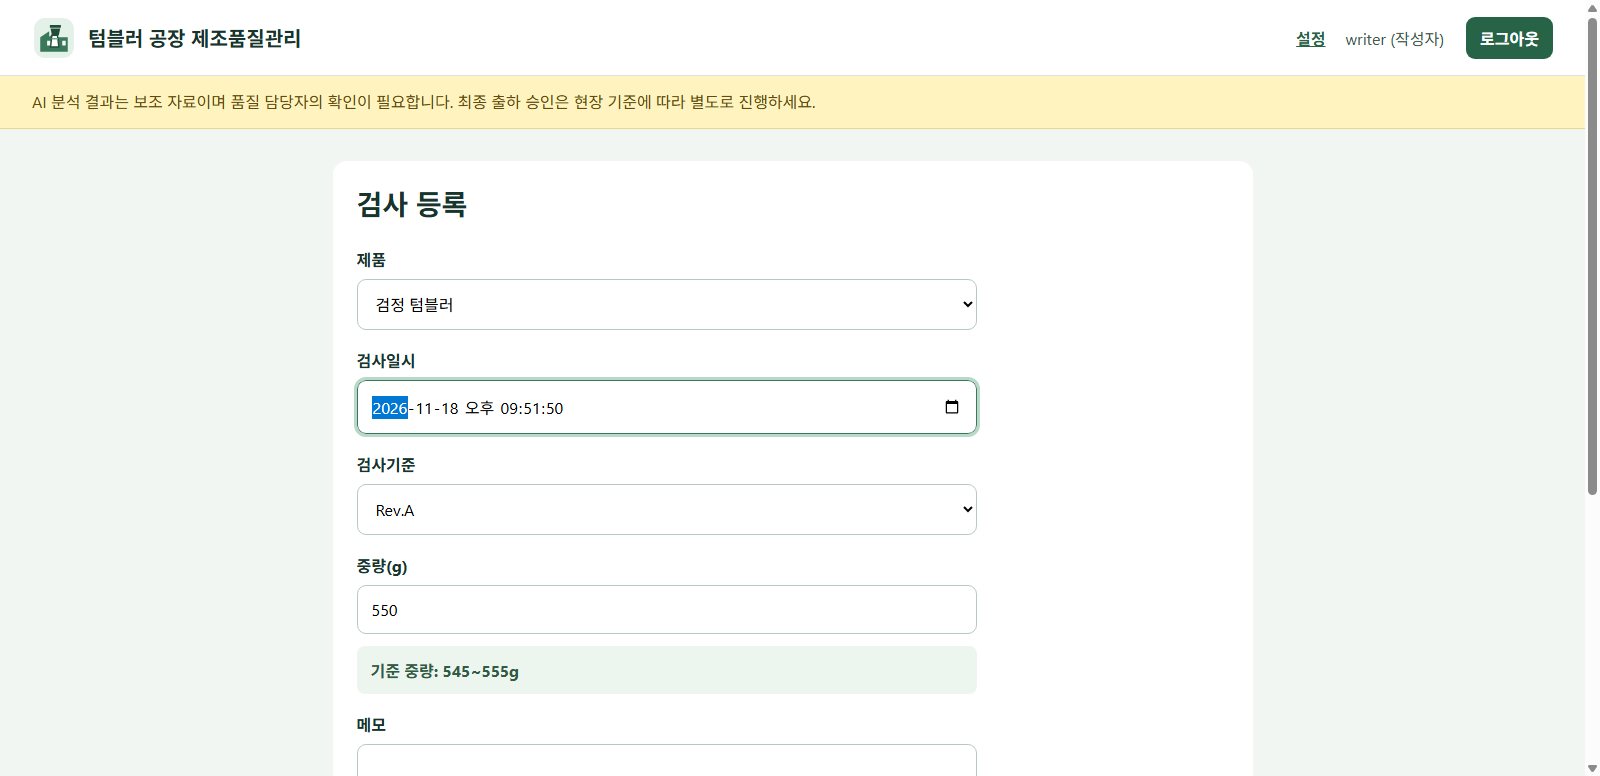 텀블러 공장 제조품질관리
설정 writer (작성자) 로그아웃
AI 분석 결과는 보조 자료이며 품질 담당자의 확인이 필요합니다. 최종 출하 승인은 현장 기준에 따라 별도로 진행하세요.
검사 등록
제품
검정 텀블러
검사일시
2026-11-18 오후 09:51:50
검사기준
Rev.A
중량(g)
550
기준 중량: 545~555g
메모